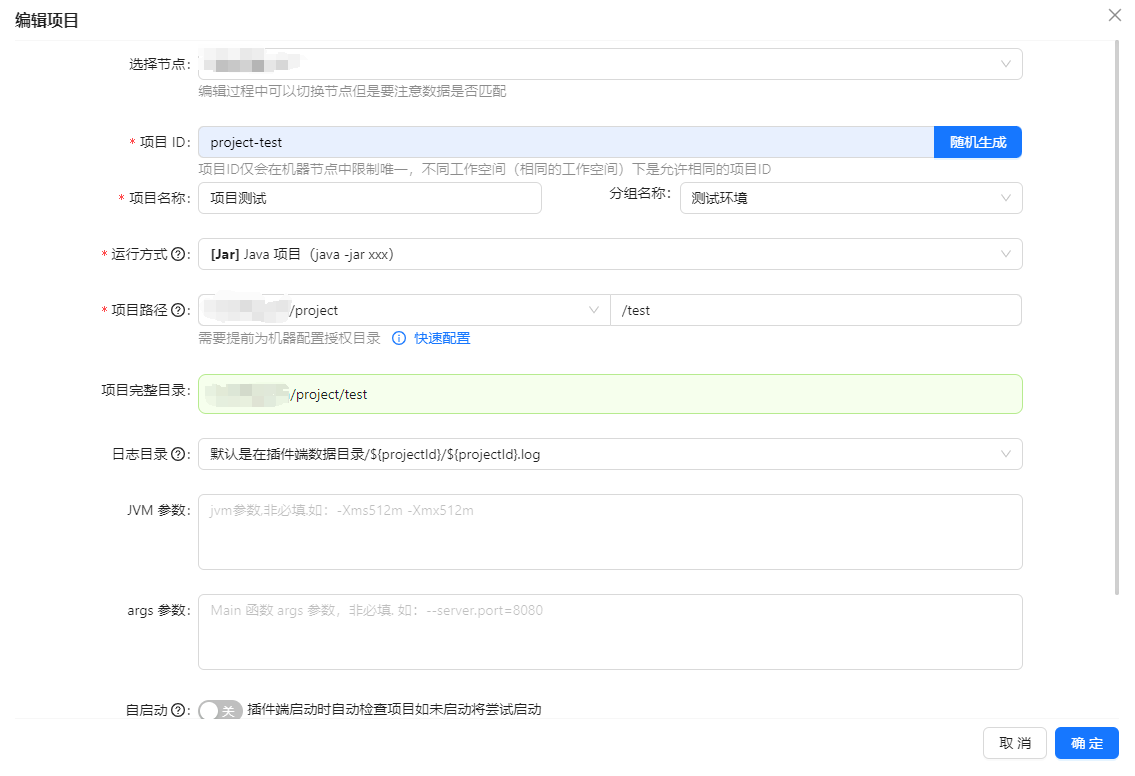 编辑项目
选择节点：
编辑过程中可以切换节点但是要注意数据是否匹配
* 项目 ID： project-test 随机生成
项目ID仅会在机器节点中限制唯一，不同工作空间（相同的工作空间）下是允许相同的项目ID
* 项目名称： 项目测试 分组名称： 测试环境
* 运行方式 ： [Jar] Java 项目（java -jar xxx）
* 项目路径 ： /project /test
需要提前为机器配置授权目录 快速配置
项目完整目录： /project/test
日志目录 ： 默认是在插件端数据目录/${projectId}/${projectId}.log
JVM 参数： jvm参数,非必填.如：-Xms512m -Xmx512m
args 参数： Main 函数 args 参数，非必填. 如：--server.port=8080
自启动 ： 关 插件端启动时自动检查项目如未启动将尝试启动
取 消 确 定